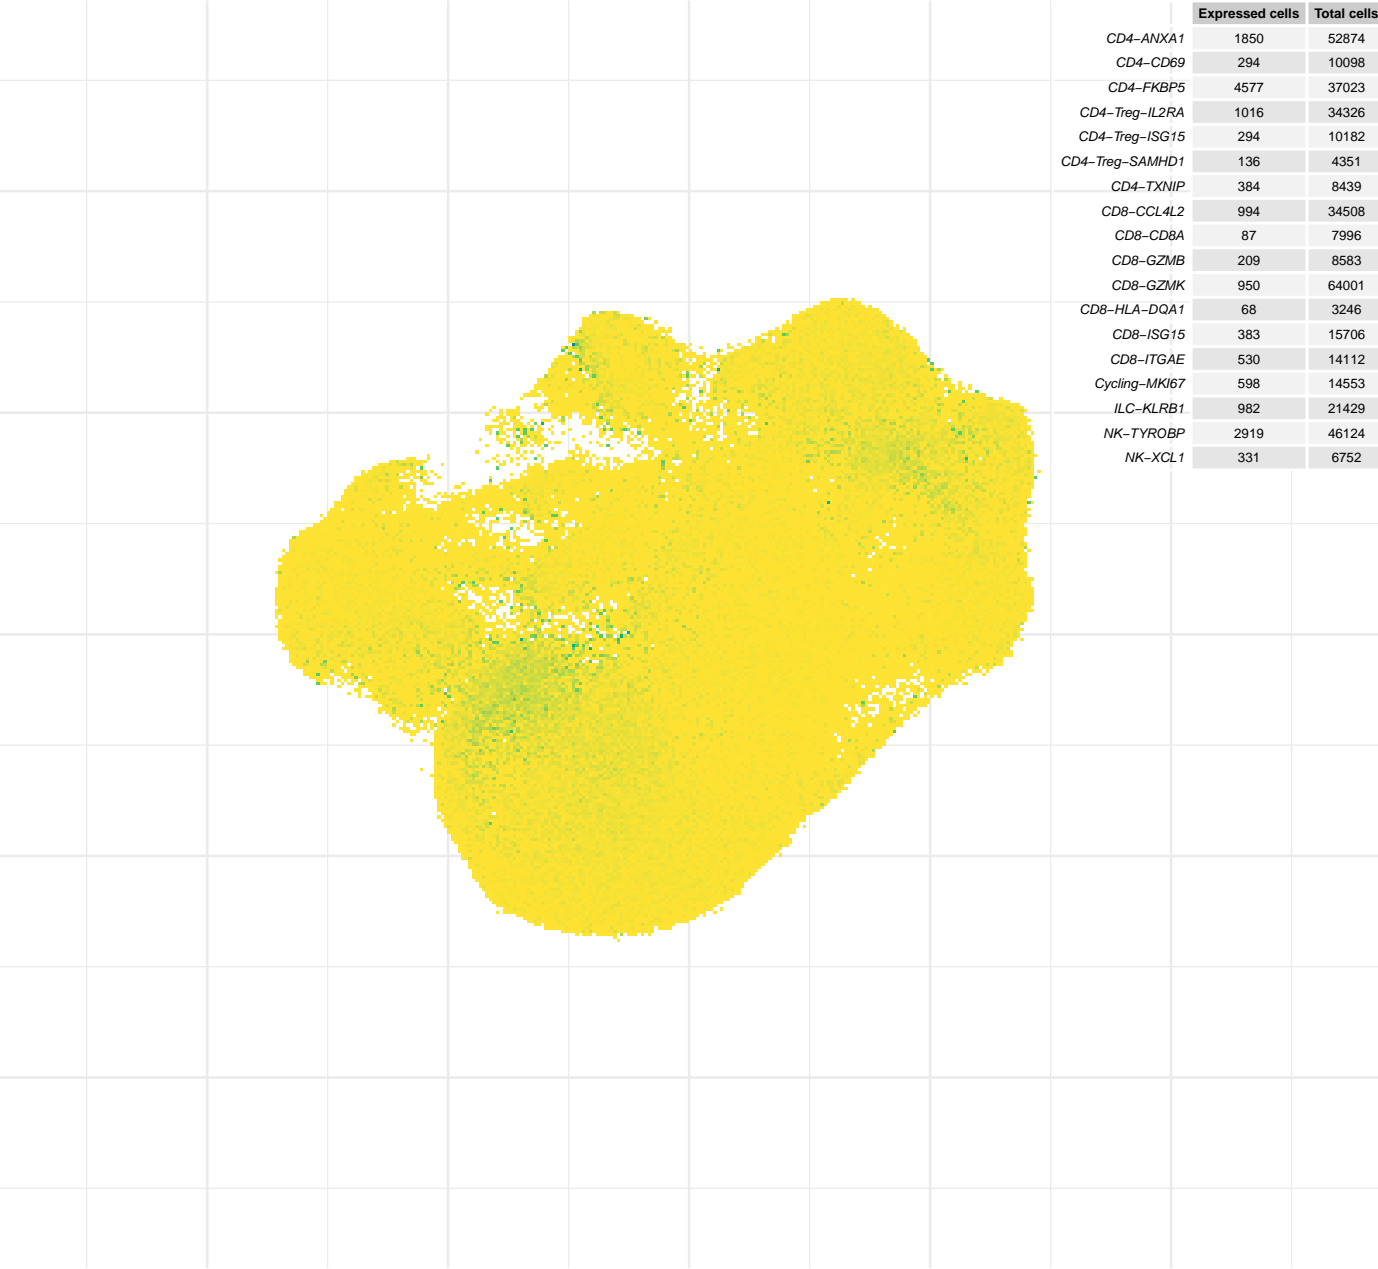 Expressed cells Total cells
CD4−ANXA1 1850 52874
CD4−CD69 294 10098
CD4−FKBP5 4577 37023
CD4−Treg−IL2RA 1016 34326
CD4−Treg−ISG15 294 10182
CD4−Treg−SAMHD1 136 4351
CD4−TXNIP 384 8439
CD8−CCL4L2 994 34508
CD8−CD8A 87 7996
CD8−GZMB 209 8583
CD8−GZMK 950 64001
CD8−HLA−DQA1 68 3246
CD8−ISG15 383 15706
CD8−ITGAE 530 14112
Cycling−MKI67 598 14553
ILC−KLRB1 982 21429
NK−TYROBP 2919 46124
NK−XCL1 331 6752